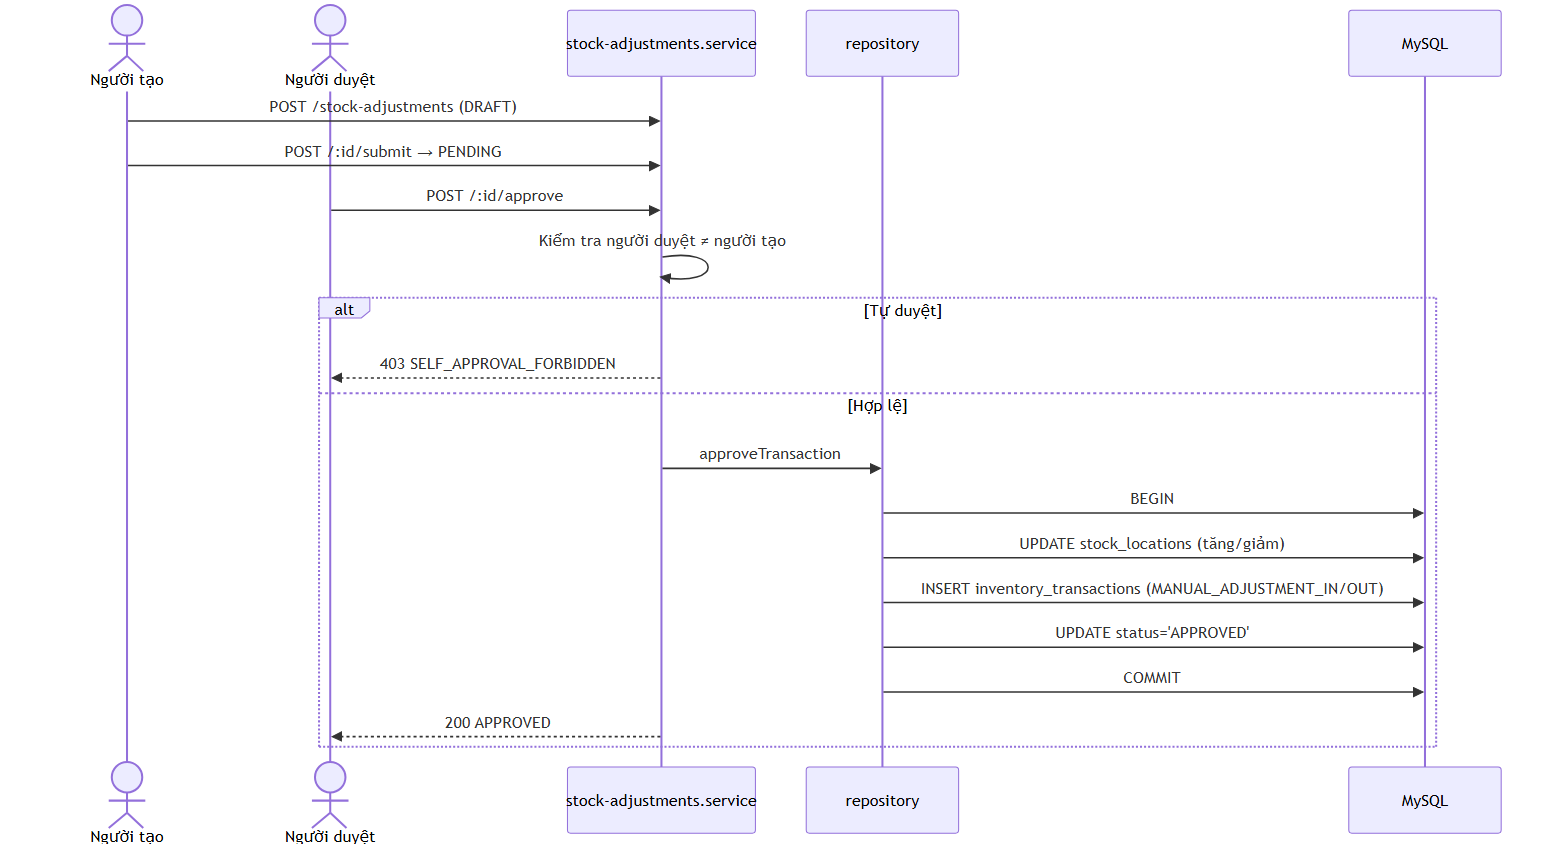 Người tạo
Người duyệt
stock-adjustments.service
repository
MySQL
POST /stock-adjustments (DRAFT)
POST /:id/submit → PENDING
POST /:id/approve
Kiểm tra người duyệt ≠ người tạo
alt
[Tự duyệt]
403 SELF_APPROVAL_FORBIDDEN
[Hợp lệ]
approveTransaction
BEGIN
UPDATE stock_locations (tăng/giảm)
INSERT inventory_transactions (MANUAL_ADJUSTMENT_IN/OUT)
UPDATE status='APPROVED'
COMMIT
200 APPROVED
Người tạo
Người duyệt
stock-adjustments.service
repository
MySQL